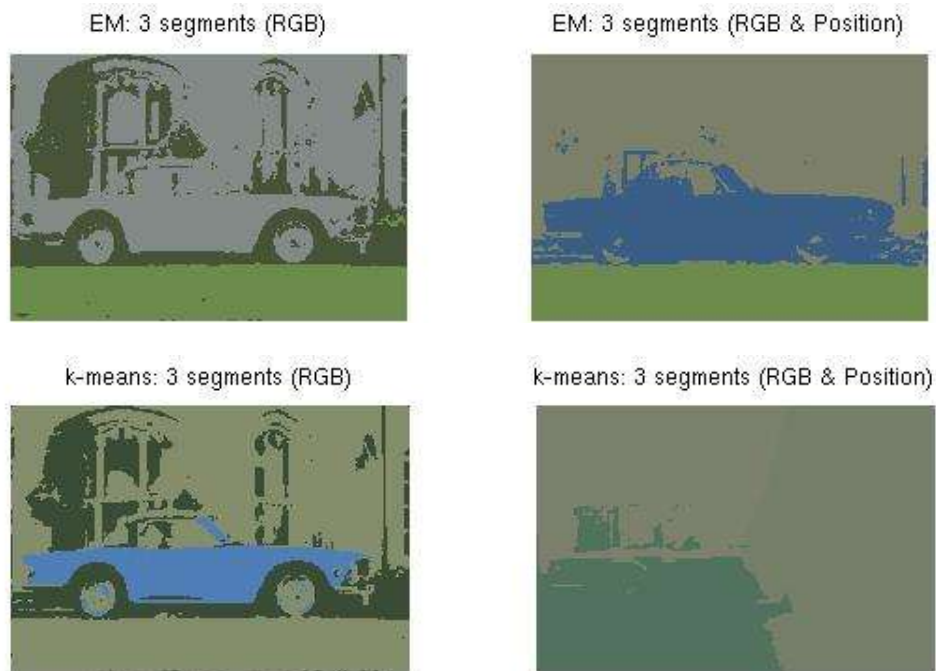 EM: 3 segments (RGB)
EM: 3 segments (RGB & Position)
k-means: 3 segments (RGB)
k-means: 3 segments (RGB & Position)